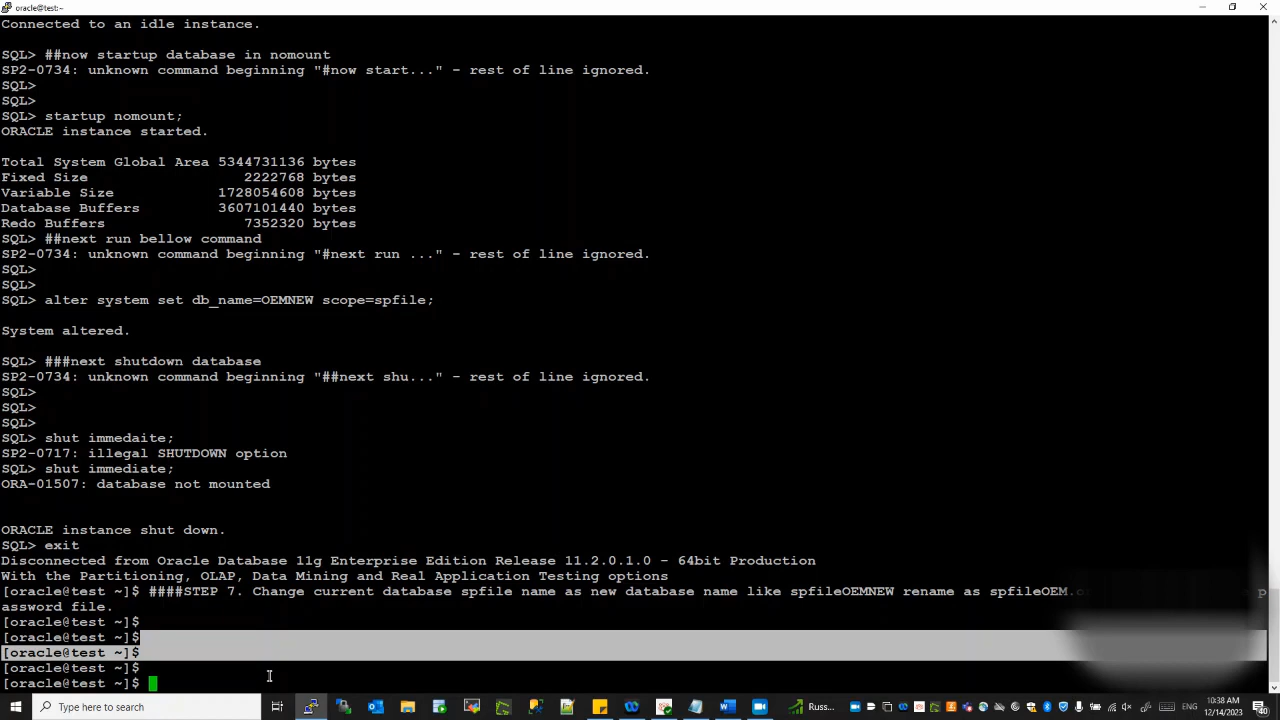 oracle@test:~
Connected to an idle instance.
SQL> ##now startup database in nomount
SP2-0734: unknown command beginning "#now start..." - rest of line ignored.
SQL>
SQL>
SQL> startup nomount;
ORACLE instance started.
Total System Global Area 5344731136 bytes
Fixed Size 2222768 bytes
Variable Size 1728054608 bytes
Database Buffers 3607101440 bytes
Redo Buffers 7352320 bytes
SQL> ##next run bellow command
SP2-0734: unknown command beginning "#next run ..." - rest of line ignored.
SQL>
SQL>
SQL> alter system set db_name=OEMNEW scope=spfile;
System altered.
SQL> ###next shutdown database
SP2-0734: unknown command beginning "##next shu..." - rest of line ignored.
SQL>
SQL>
SQL>
SQL> shut immedaite;
SP2-0717: illegal SHUTDOWN option
SQL> shut immediate;
ORA-01507: database not mounted
ORACLE instance shut down.
SQL> exit
Disconnected from Oracle Database 11g Enterprise Edition Release 11.2.0.1.0 - 64bit Production
With the Partitioning, OLAP, Data Mining and Real Application Testing options
[oracle@test ~]$ ####STEP 7. Change current database spfile name as new database name like spfileOEMNEW rename as spfileOEM.o p
assword file.
[oracle@test ~]$
[oracle@test ~]$
[oracle@test ~]$
[oracle@test ~]$
[oracle@test ~]$
Type here to search
Russ...
ENG
10:38 AM
12/14/2023